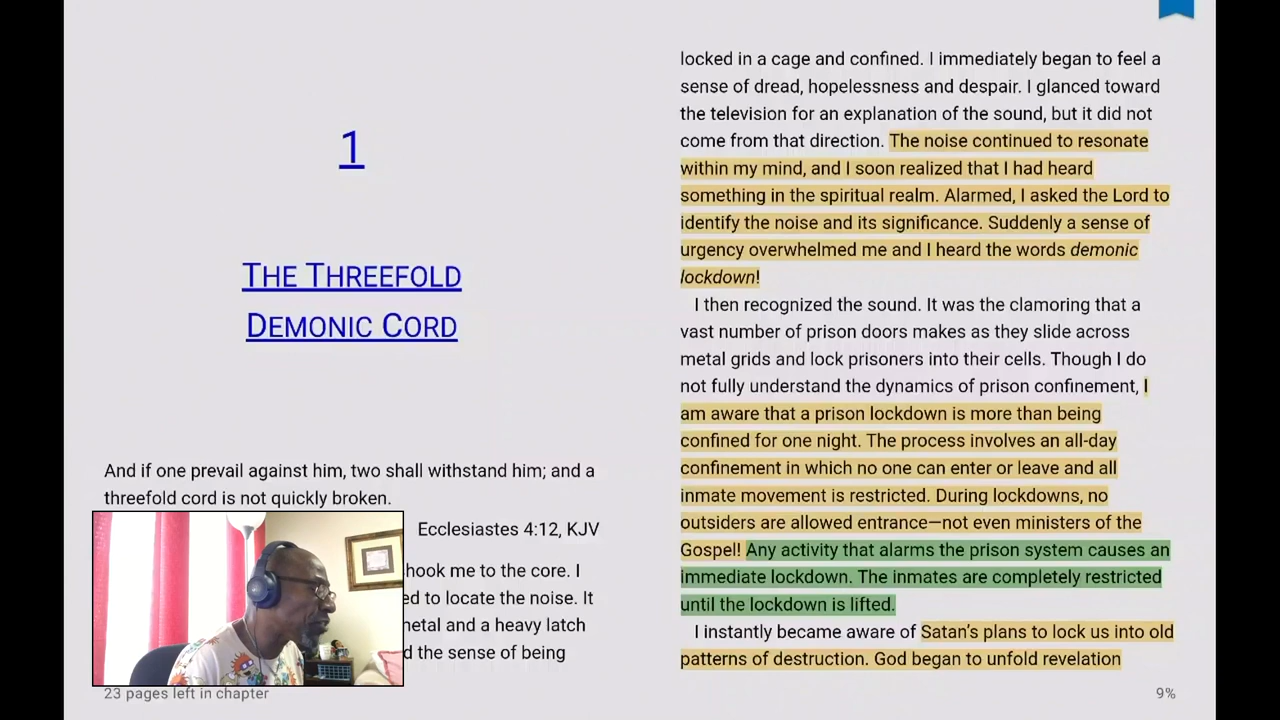 1
THE THREEFOLD
DEMONIC CORD
And if one prevail against him, two shall withstand him; and a
threefold cord is not quickly broken.
Ecclesiastes 4:12, KJV
hook me to the core. I
ed to locate the noise. It
etal and a heavy latch
d the sense of being
23 pages left in chapter
locked in a cage and confined. I immediately began to feel a
sense of dread, hopelessness and despair. I glanced toward
the television for an explanation of the sound, but it did not
come from that direction. The noise continued to resonate
within my mind, and I soon realized that I had heard
something in the spiritual realm. Alarmed, I asked the Lord to
identify the noise and its significance. Suddenly a sense of
urgency overwhelmed me and I heard the words demonic
lockdown!
I then recognized the sound. It was the clamoring that a
vast number of prison doors makes as they slide across
metal grids and lock prisoners into their cells. Though I do
not fully understand the dynamics of prison confinement, I
am aware that a prison lockdown is more than being
confined for one night. The process involves an all-day
confinement in which no one can enter or leave and all
inmate movement is restricted. During lockdowns, no
outsiders are allowed entrance—not even ministers of the
Gospel! Any activity that alarms the prison system causes an
immediate lockdown. The inmates are completely restricted
until the lockdown is lifted.
I instantly became aware of Satan's plans to lock us into old
patterns of destruction. God began to unfold revelation
9%